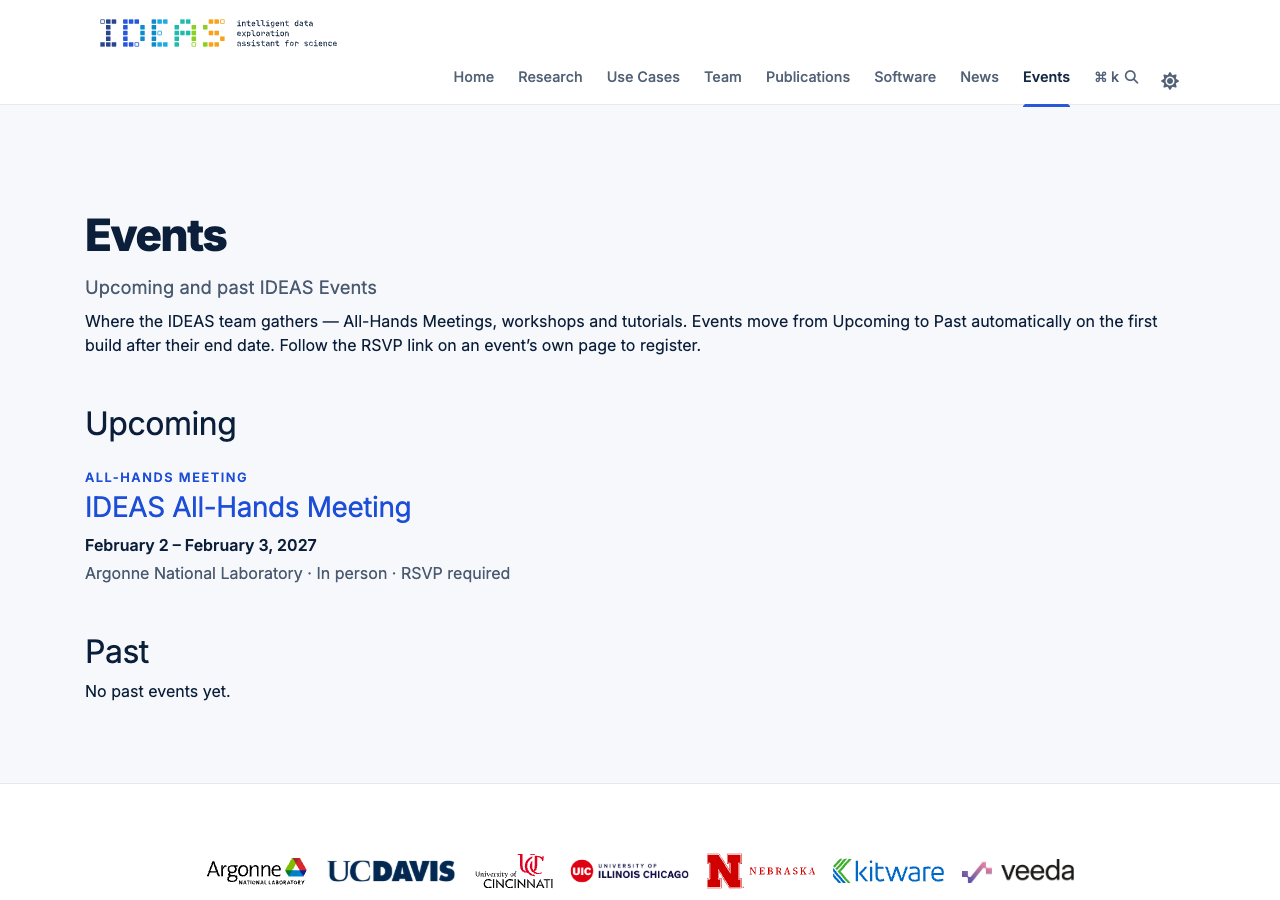 IDEAS
intelligent data
exploration
assistant for science
Home Research Use Cases Team Publications Software News Events ⌘ k
Events
Upcoming and past IDEAS Events
Where the IDEAS team gathers — All-Hands Meetings, workshops and tutorials. Events move from Upcoming to Past automatically on the first
build after their end date. Follow the RSVP link on an event’s own page to register.
Upcoming
ALL-HANDS MEETING
IDEAS All-Hands Meeting
February 2 – February 3, 2027
Argonne National Laboratory · In person · RSVP required
Past
No past events yet.
Argonne
NATIONAL LABORATORY
UCDAVIS
UC
University of
CINCINNATI
UIC
UNIVERSITY OF
ILLINOIS CHICAGO
N
NEBRASKA
kitware
veeda